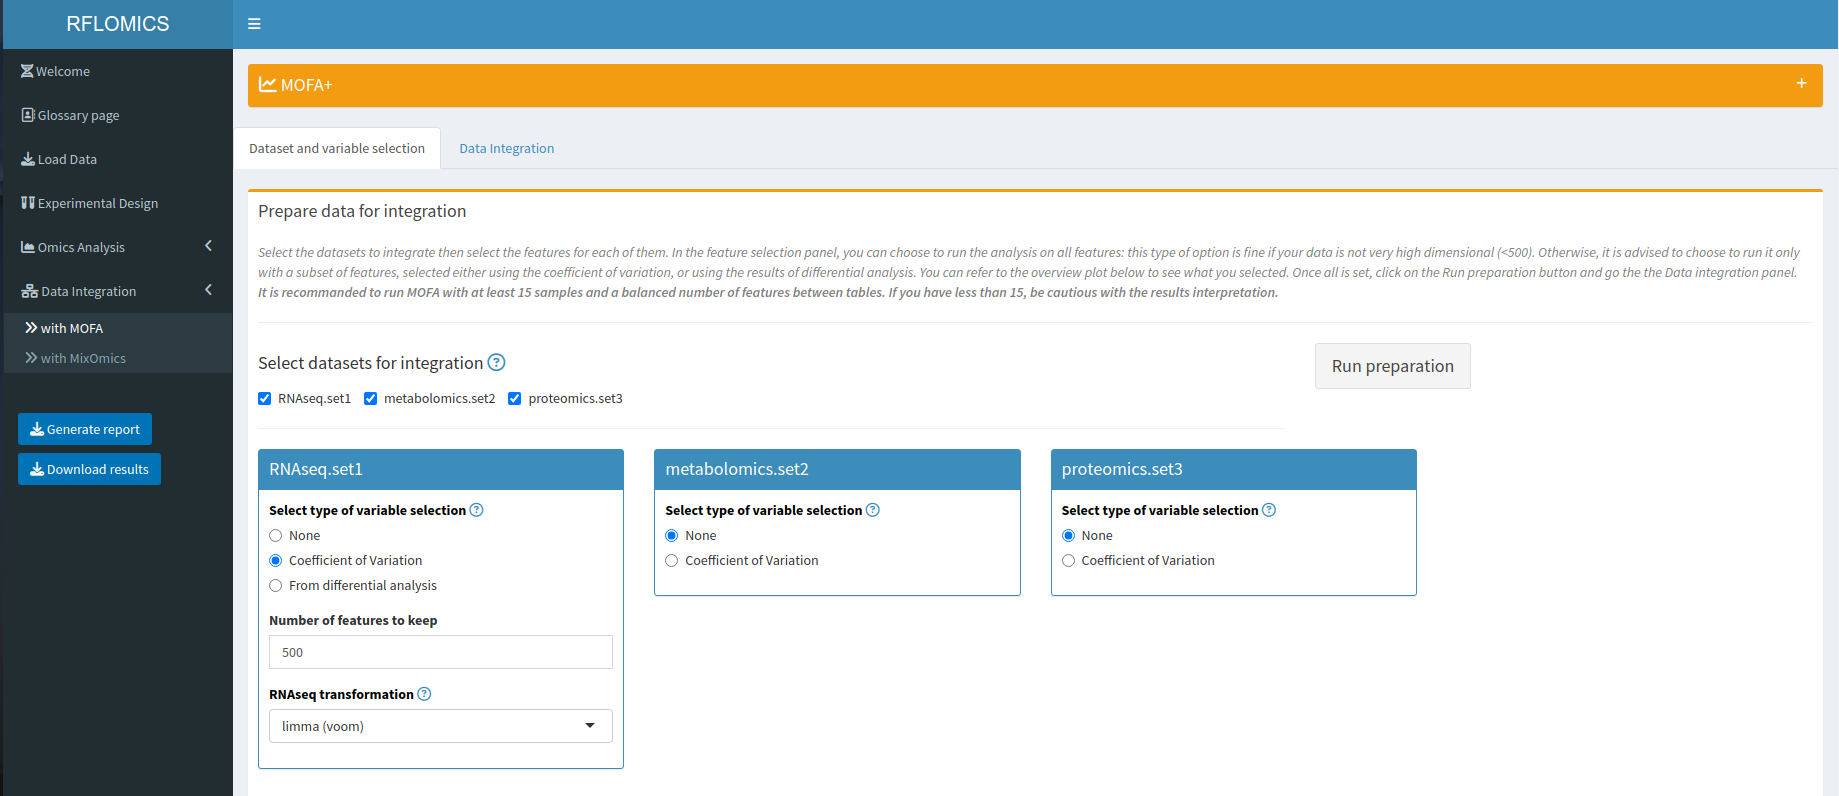 RFLOMICS
Welcome
Glossary page
Load Data
Experimental Design
Omics Analysis
Data Integration
with MOFA
with MixOmics
Generate report
Download results
MOFA+
Dataset and variable selection
Data Integration
Prepare data for integration
Select the datasets to integrate then select the features for each of them. In the feature selection panel, you can choose to run the analysis on all features: this type of option is fine if your data is not very high dimensional (<500). Otherwise, it is advised to choose to run it only
with a subset of features, selected either using the coefficient of variation, or using the results of differential analysis. You can refer to the overview plot below to see what you selected. Once all is set, click on the Run preparation button and go the the Data integration panel.
It is recommanded to run MOFA with at least 15 samples and a balanced number of features between tables. If you have less than 15, be cautious with the results interpretation.
Select datasets for integration
Run preparation
RNAseq.set1 metabolomics.set2 proteomics.set3
RNAseq.set1
Select type of variable selection
None
Coefficient of Variation
From differential analysis
Number of features to keep
500
RNAseq transformation
limma (voom)
metabolomics.set2
Select type of variable selection
None
Coefficient of Variation
proteomics.set3
Select type of variable selection
None
Coefficient of Variation